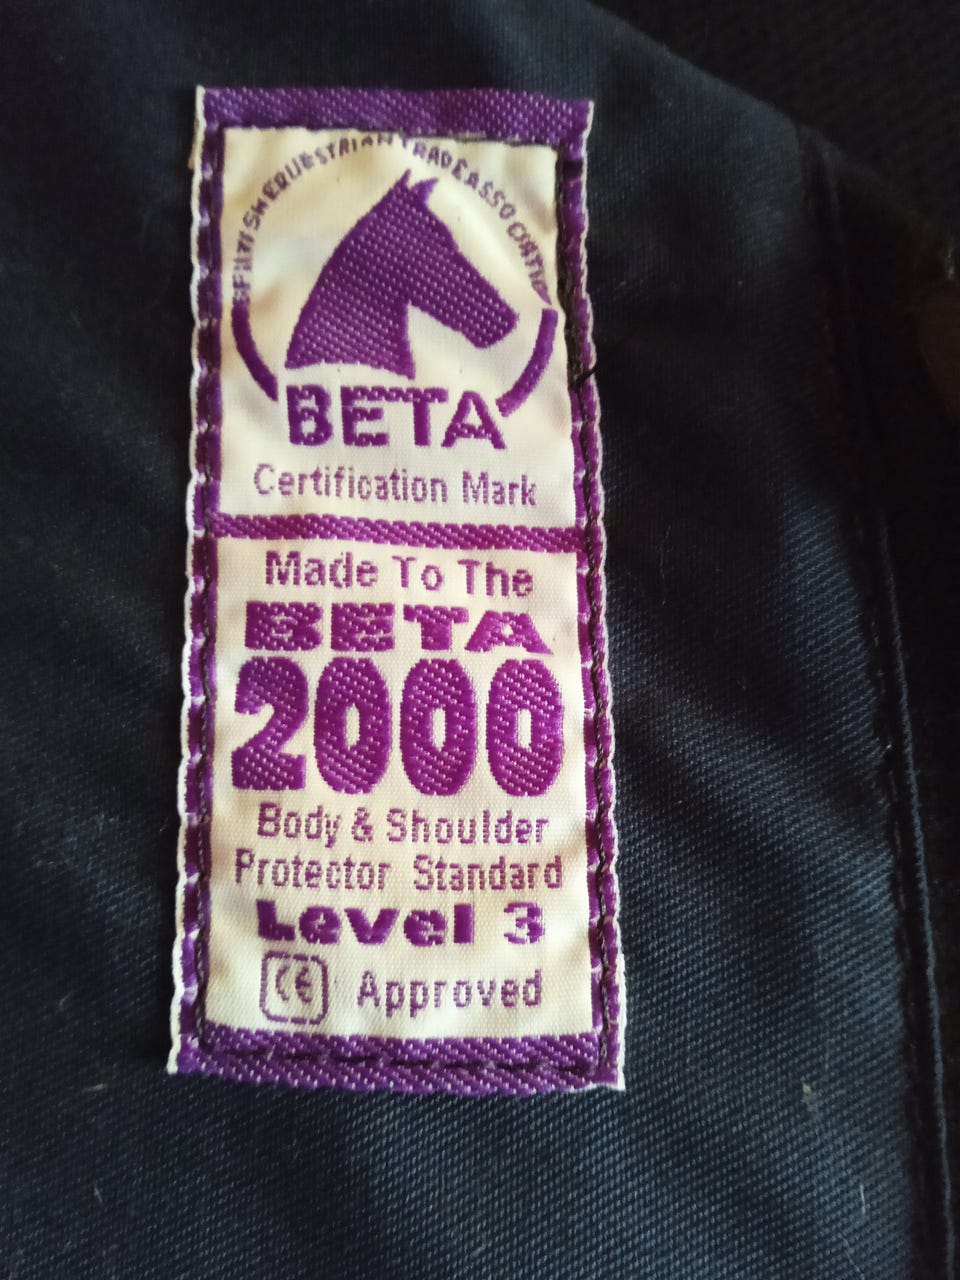 BRITISH EQUESTRIAN TRADE ASSOCIATION
BETA
Certification Mark
Made To The
BETA
2000
Body & Shoulder
Protector Standard
Level 3
CE Approved